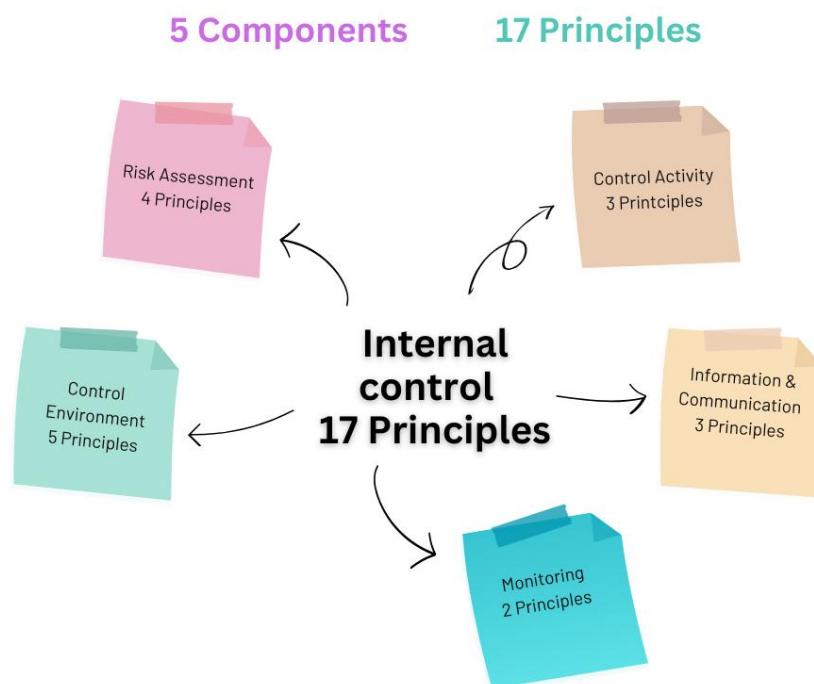 5 Components
17 Principles
Risk Assessment
4 Principles
Control Activity
3 Printciples
Internal
control
17 Principles
Control
Environment
5 Principles
Information &
Communication
3 Principles
Monitoring
2 Principles